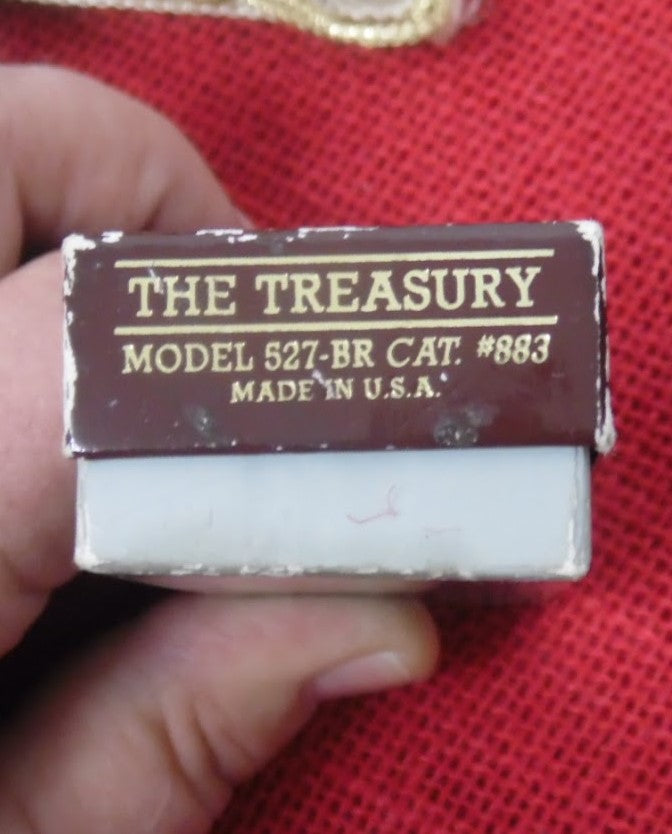 THE TREASURY
MODEL 527-BR CAT. #883
MADE IN U.S.A.